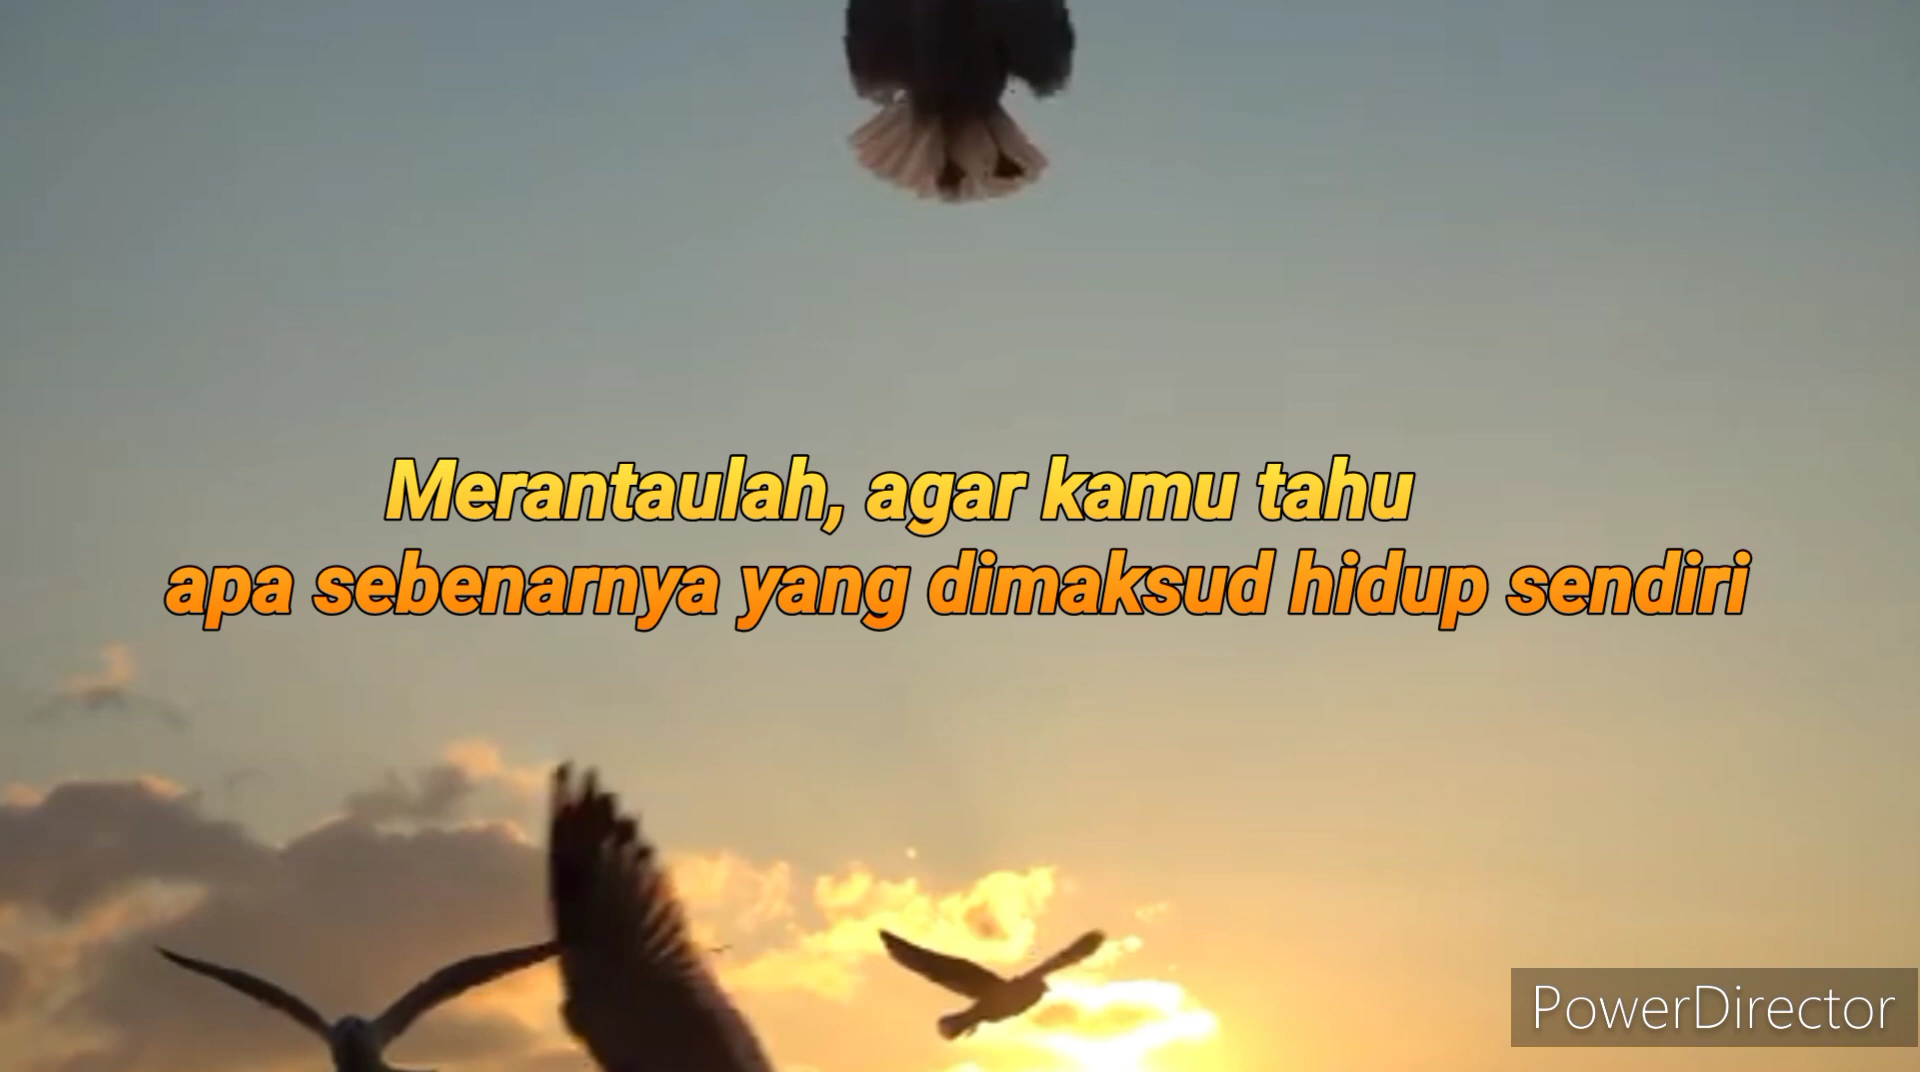 Merantaulah, agar kamu tahu
apa sebenarnya yang dimaksud hidup sendiri
PowerDirector